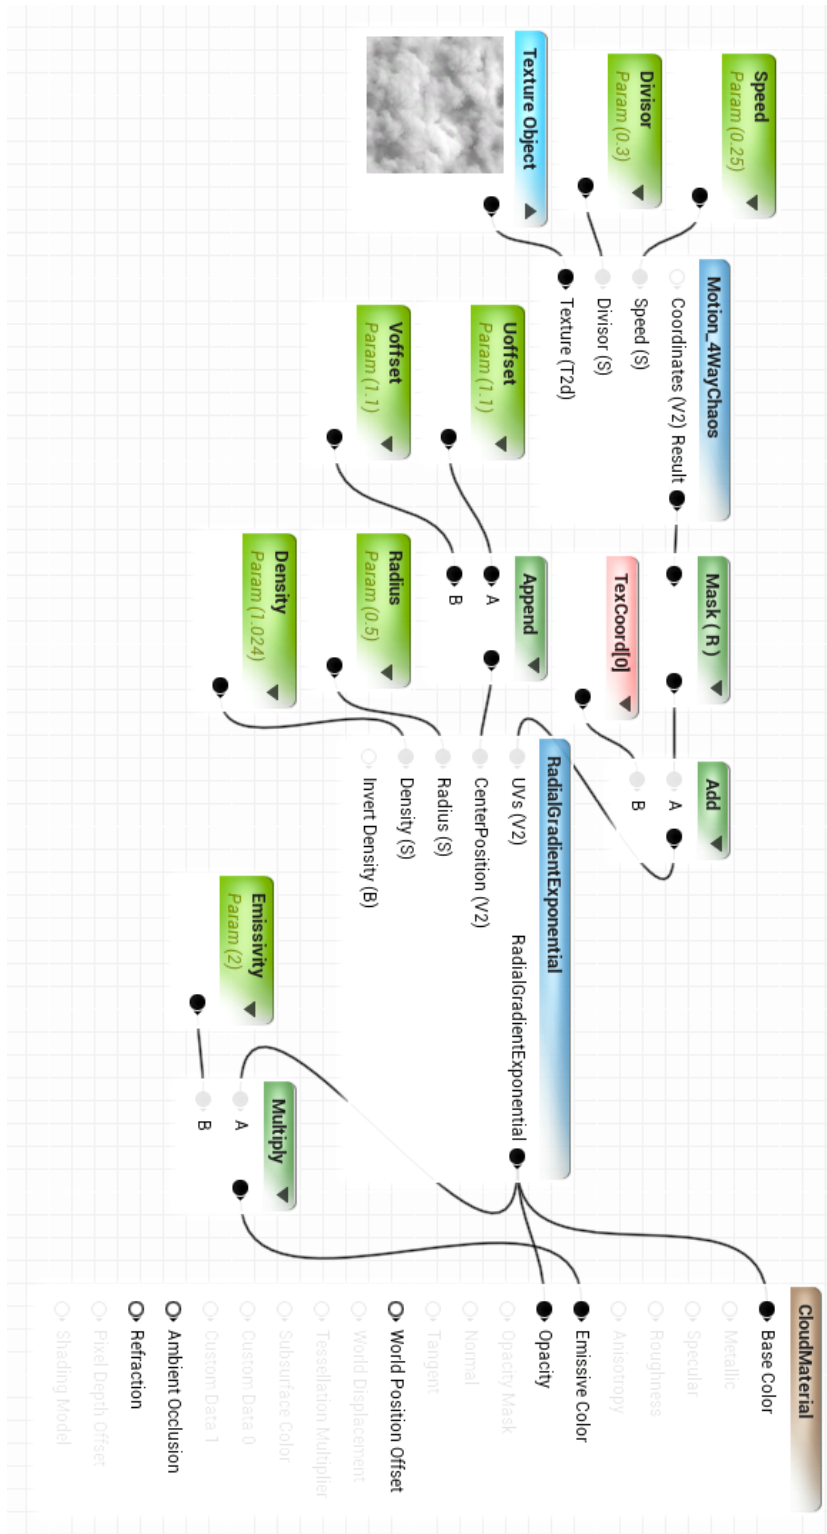 Speed
Param (0.25)
Divisor
Param (0.3)
Texture Object
Motion_4WayChaos
Coordinates (V2) Result
Speed (S)
Divisor (S)
Texture (T2d)
Uoffset
Param (1.1)
Voffset
Param (1.1)
Mask ( R )
TexCoord[0]
Append
A
B
Radius
Param (0.5)
Density
Param (1.024)
Add
A
B
RadialGradientExponential
UVs (V2) RadialGradientExponential
CenterPosition (V2)
Radius (S)
Density (S)
Invert Density (B)
Emissivity
Param (2)
Multiply
A
B
CloudMaterial
Base Color
Metallic
Specular
Roughness
Anisotropy
Emissive Color
Opacity
Opacity Mask
Normal
Tangent
World Position Offset
World Displacement
Tessellation Multiplier
Subsurface Color
Custom Data 0
Custom Data 1
Ambient Occlusion
Refraction
Pixel Depth Offset
Shading Model